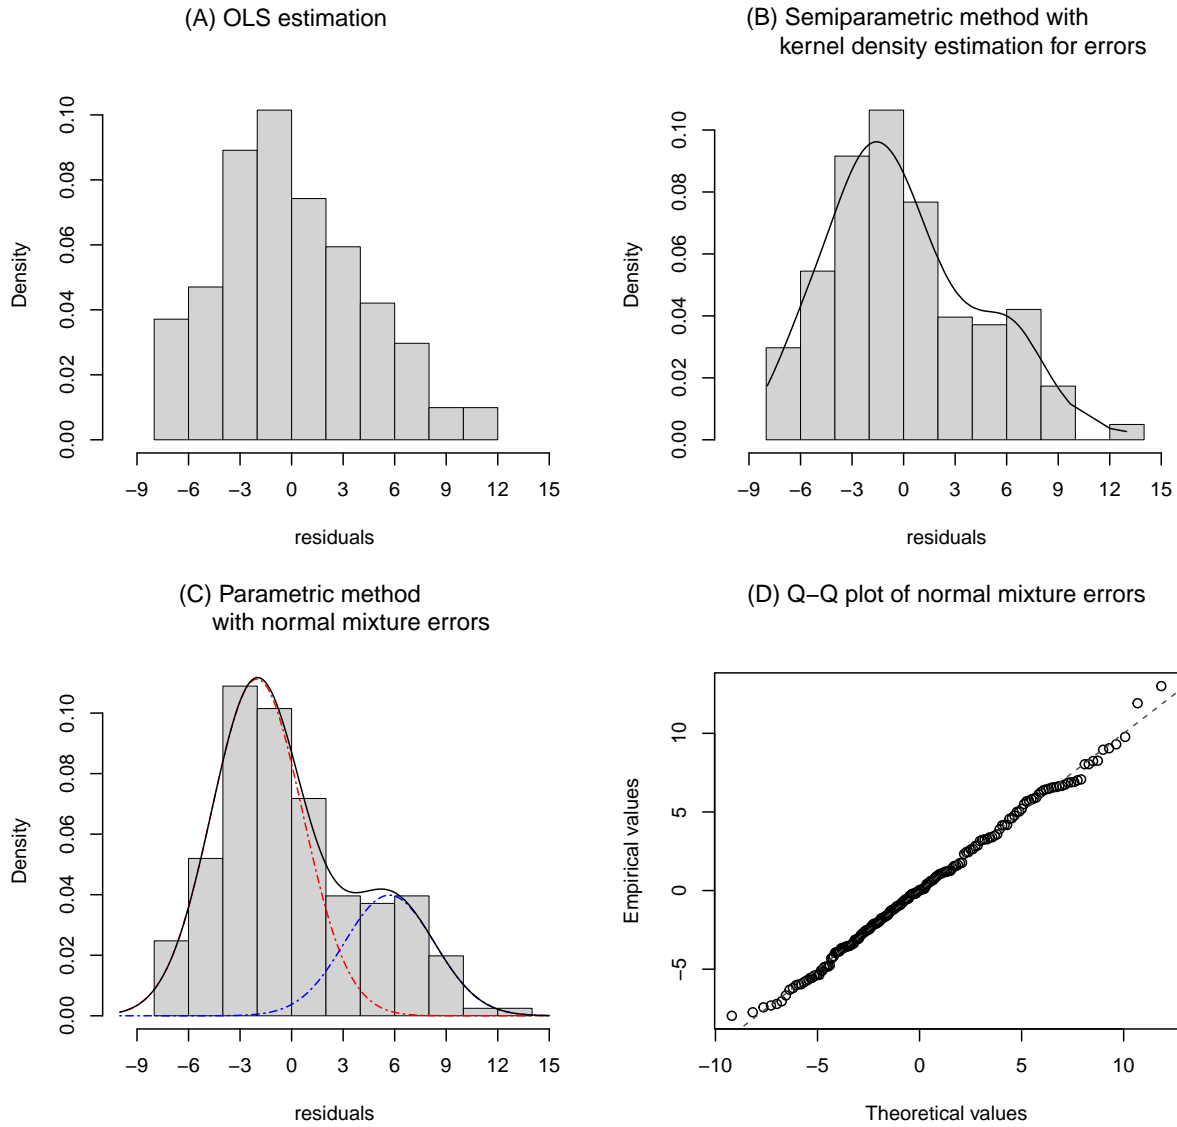 (A) OLS estimation
Density
0.00 0.02 0.04 0.06 0.08 0.10
−9 −6 −3 0 3 6 9 12 15
residuals
(B) Semiparametric method with
kernel density estimation for errors
Density
0.00 0.02 0.04 0.06 0.08 0.10
−9 −6 −3 0 3 6 9 12 15
residuals
(C) Parametric method
with normal mixture errors
Density
0.00 0.02 0.04 0.06 0.08 0.10
−9 −6 −3 0 3 6 9 12 15
residuals
(D) Q−Q plot of normal mixture errors
Empirical values
−5 0 5 10
−10 −5 0 5 10
Theoretical values